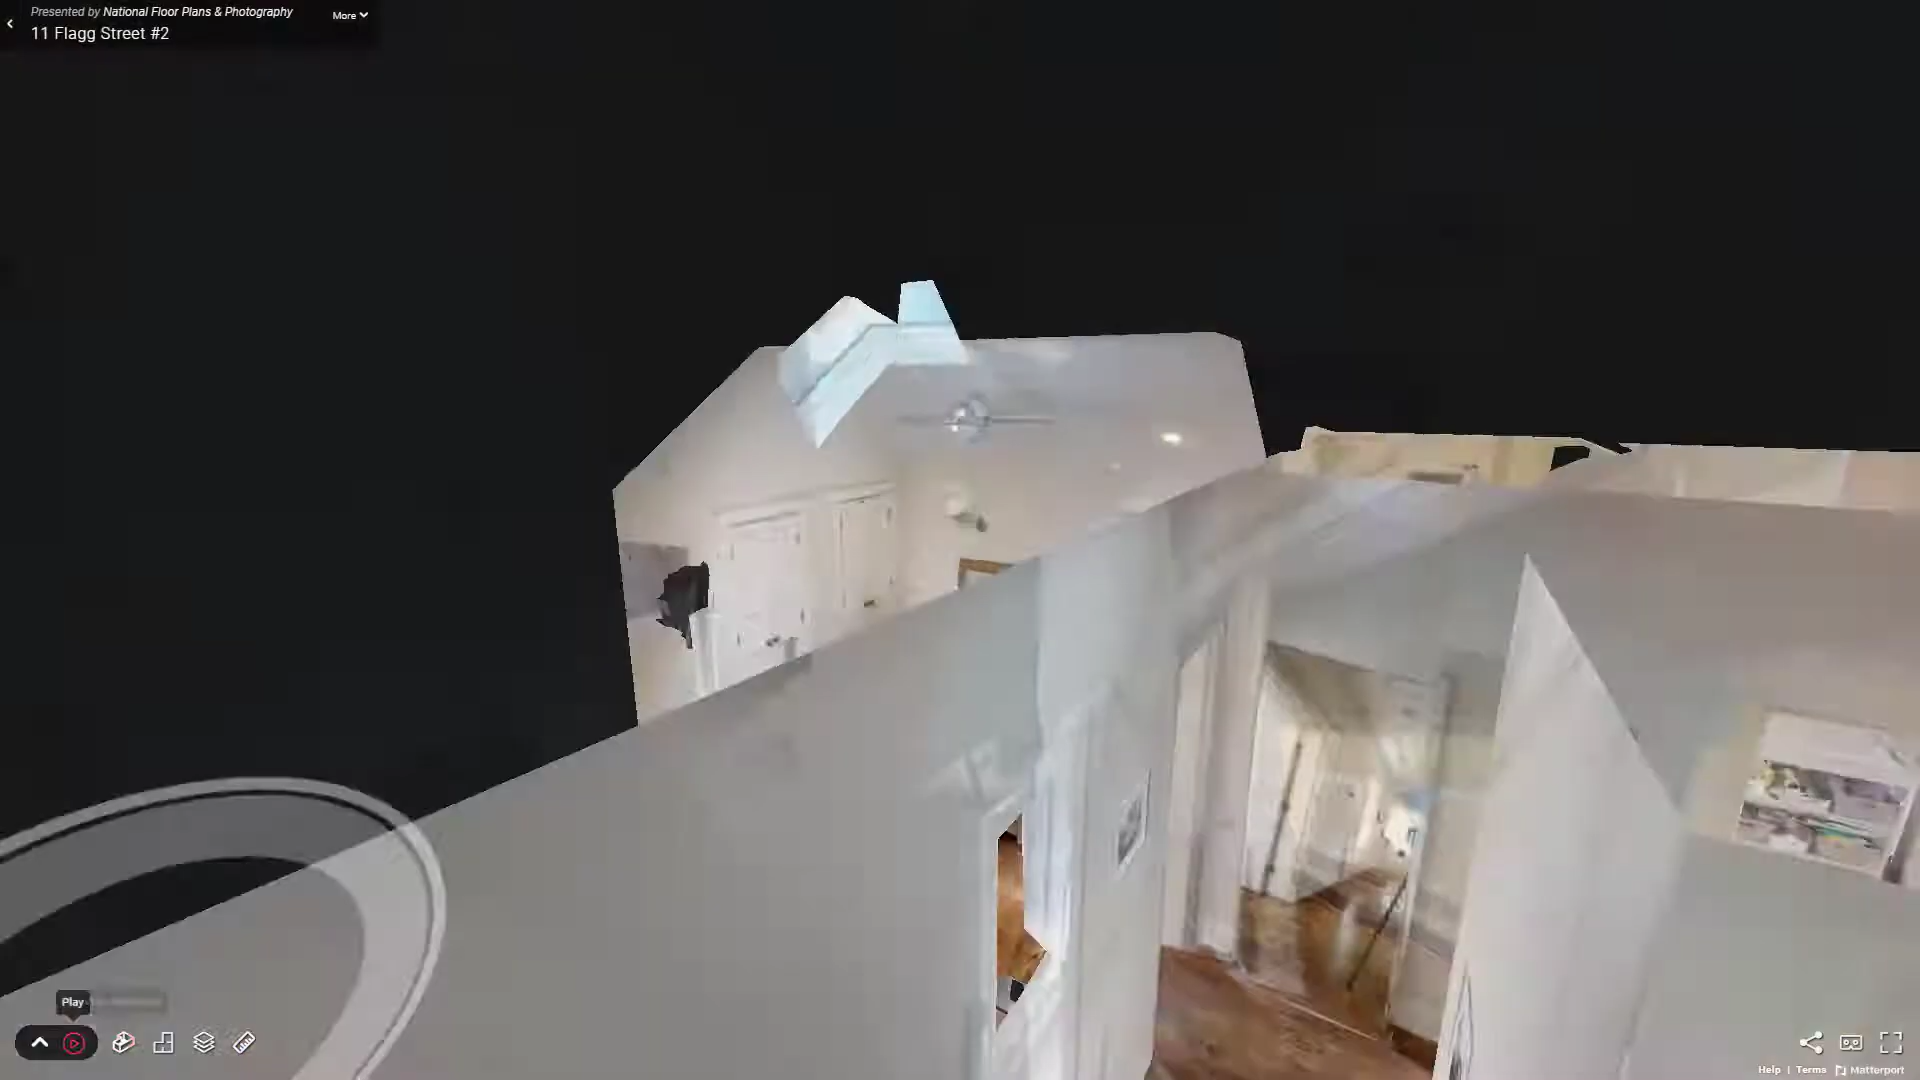 Presented by National Floor Plans & Photography
More
11 Flagg Street #2
Play
Help | Terms Matterport